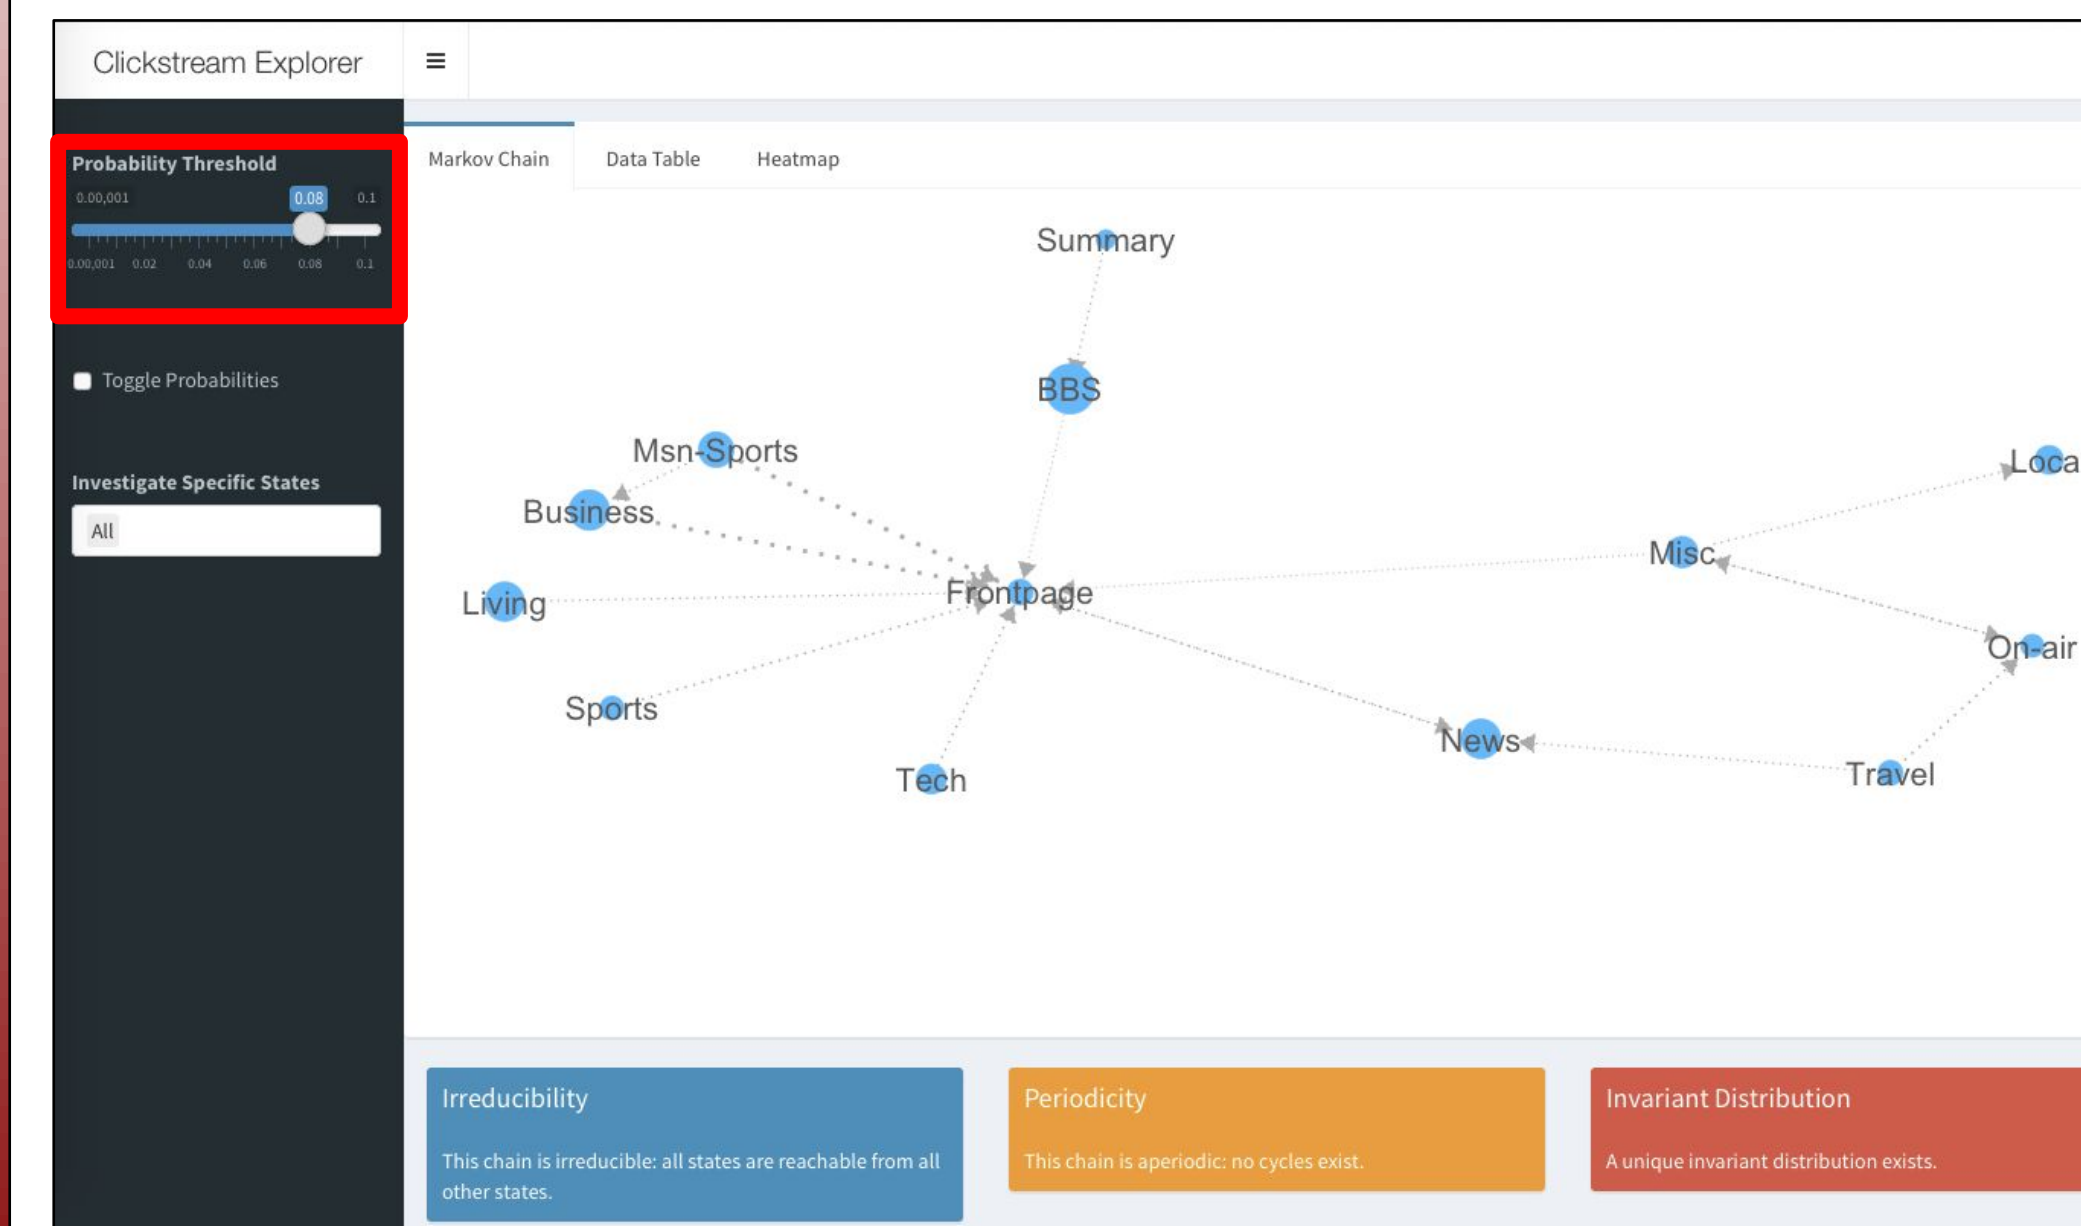 Clickstream Explorer
Probability Threshold
0.00,001 0.08 0.1
0.00,001 0.02 0.04 0.06 0.08 0.1
Toggle Probabilities
Investigate Specific States
All
Markov Chain Data Table Heatmap
Summary
BBS
Msn-Sports
Business
Living
Frontpage
Sports
Tech
Misc
Loca
On-air
News
Travel
Irreducibility
This chain is irreducible: all states are reachable from all
other states.
Periodicity
This chain is aperiodic: no cycles exist.
Invariant Distribution
A unique invariant distribution exists.